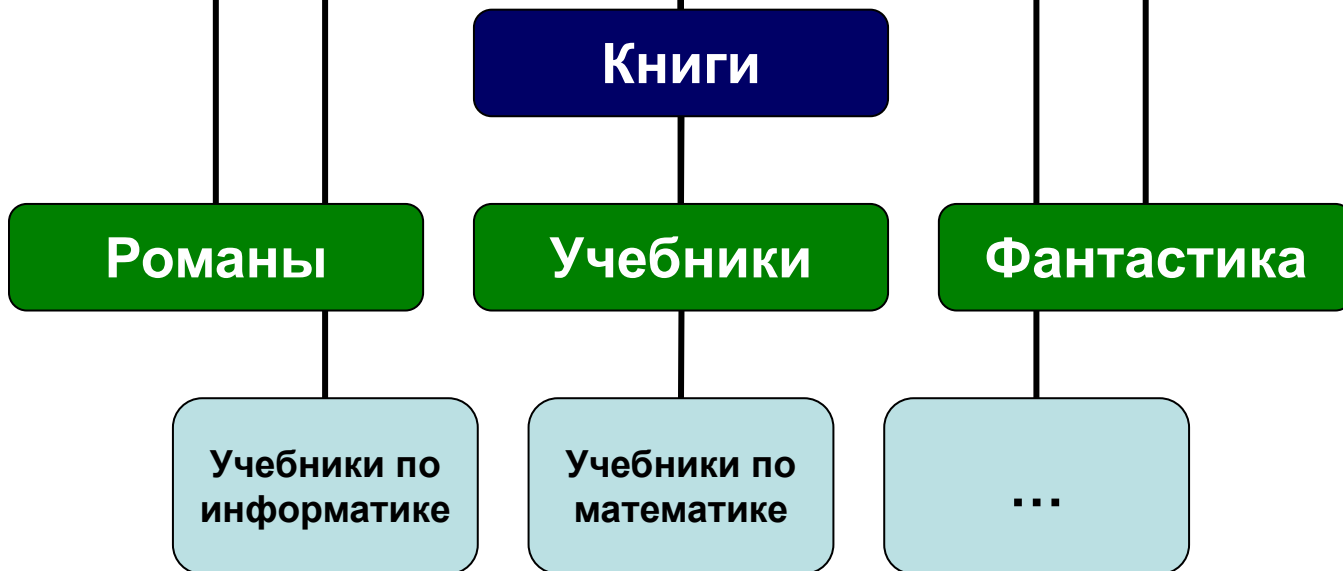 Книги
Романы
Учебники
Фантастика
Учебники по
информатике
Учебники по
математике
…